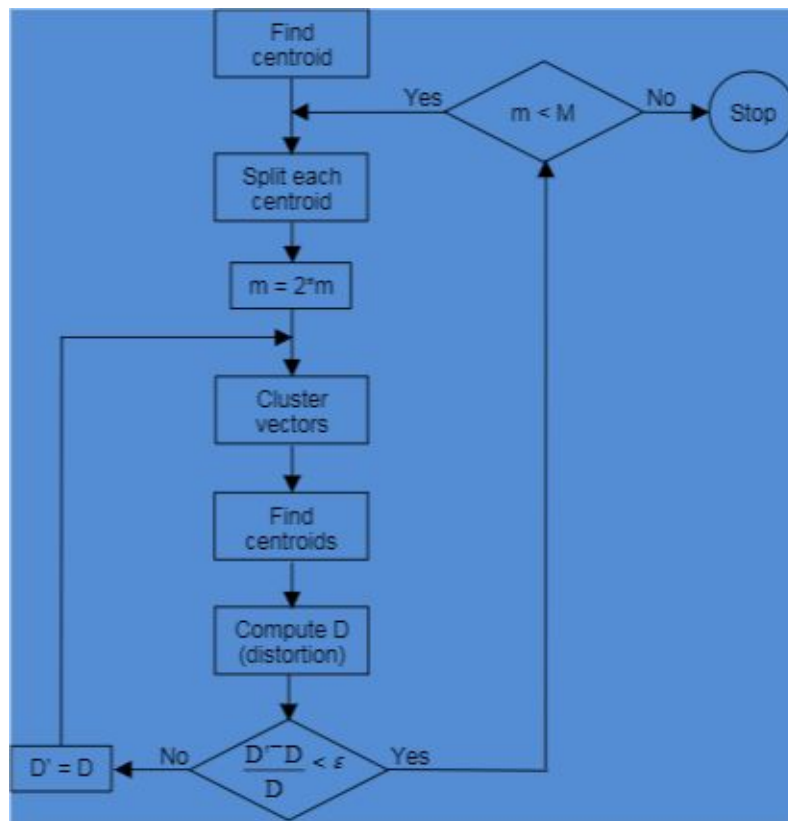 Find
centroid
Yes
m < M
No
Stop
Split each
centroid
m = 2*m
Cluster
vectors
Find
centroids
Compute D
(distortion)
D' = D
No
D'-D
D
< ε
Yes